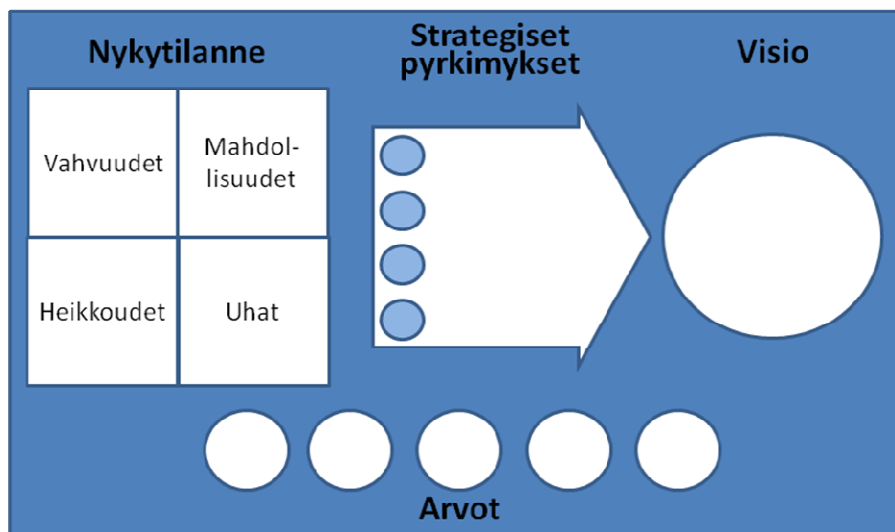 Nykytilanne
Strategiset
pyrkimykset
Visio
Vahvuudet
Mahdol-
lisuudet
Heikkoudet
Uhat
Arvot